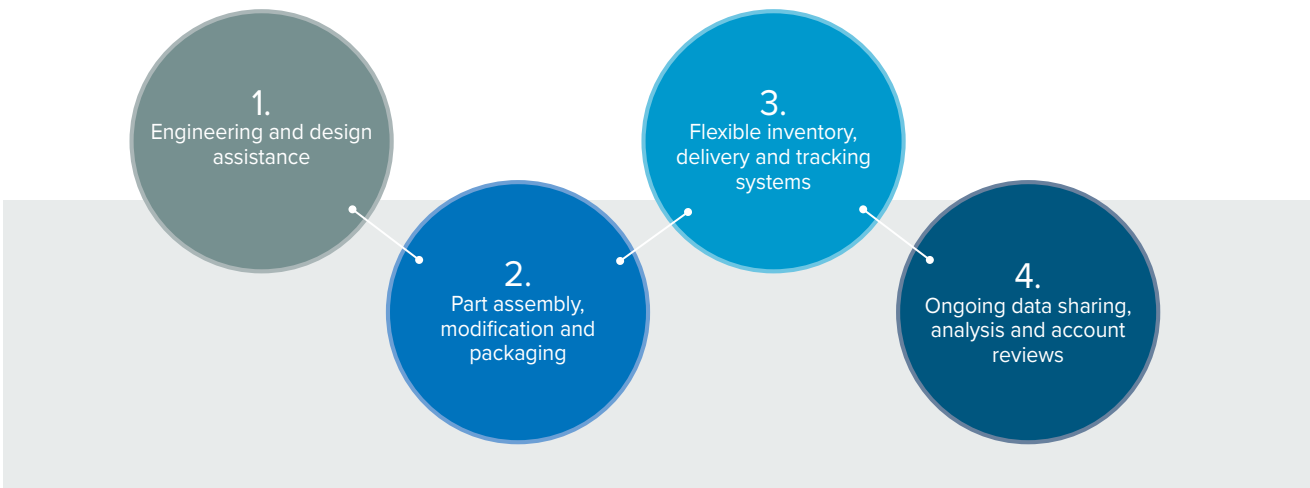 1.
Engineering and design
assistance
2.
Part assembly,
modification and
packaging
3.
Flexible inventory,
delivery and tracking
systems
4.
Ongoing data sharing,
analysis and account
reviews